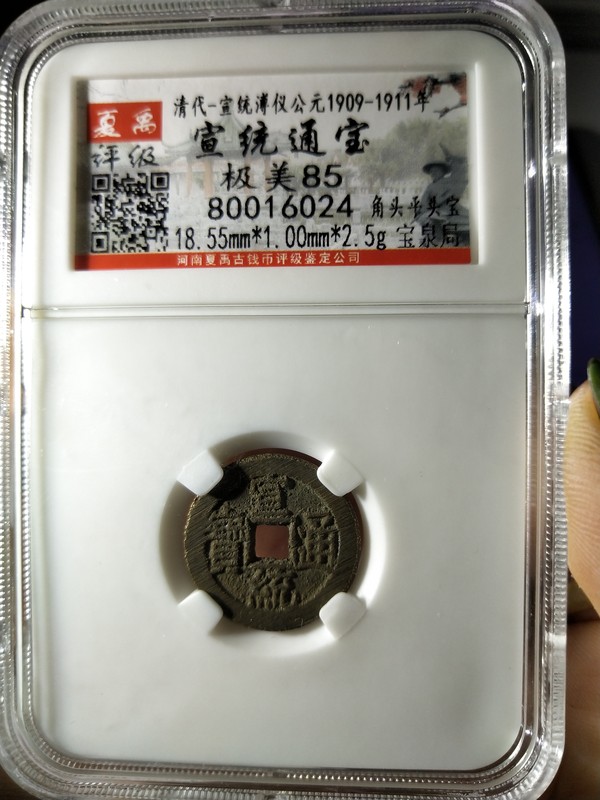 夏禹
评级
清代-宣统溥仪公元1909-1911年
宣统通宝
极美85
80016024 角头平头宝
18.55mm*1.00mm*2.5g 宝泉局
河南夏禹古钱币评级鉴定公司
宣統通寶